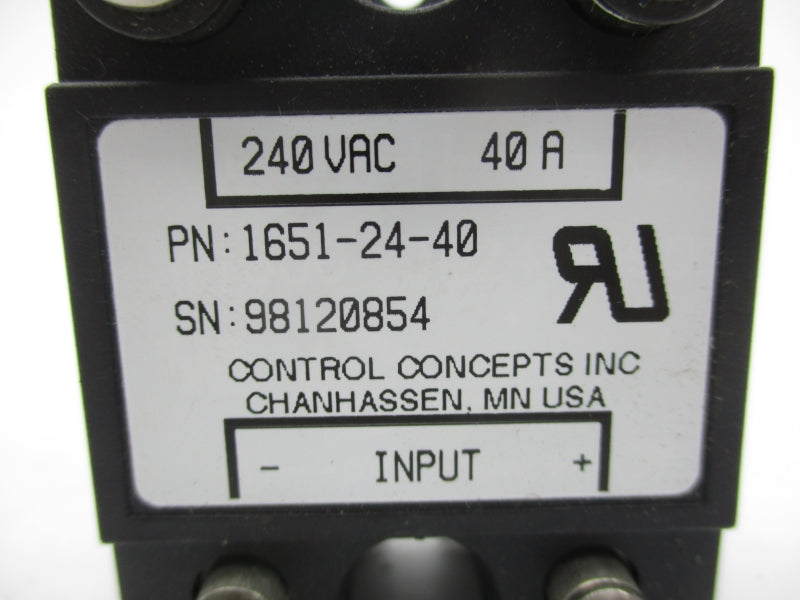 240 VAC 40 A
PN: 1651-24-40
SN: 98120854
CONTROL CONCEPTS INC
CHANHASSEN, MN USA
- INPUT +